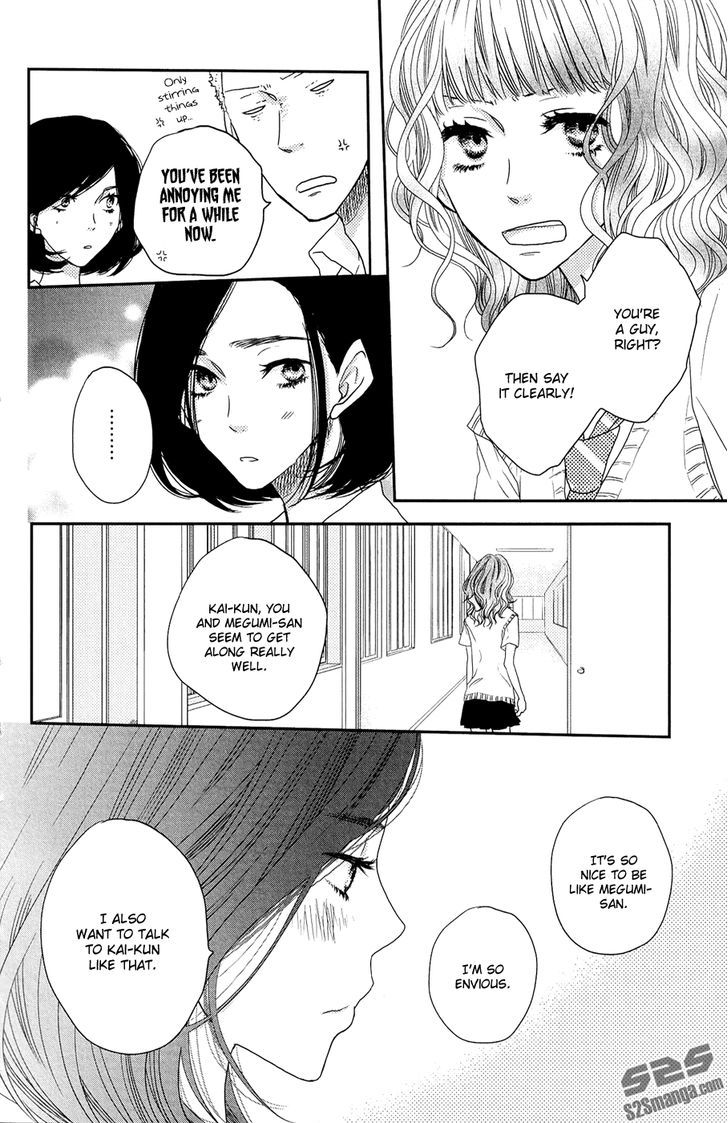 YOU'RE
A GUY,
RIGHT?
THEN SAY
IT CLEARLY!
Only
stirring
things
up...
YOU'VE BEEN
ANNOYING ME
FOR A WHILE
NOW..
........
KAI-KUN, YOU
AND MEGUMI-SAN
SEEM TO GET
ALONG REALLY
WELL.
IT'S SO
NICE TO BE
LIKE MEGUMI-
SAN.
I'M SO
ENVIOUS.
I ALSO
WANT TO TALK
TO KAI-KUN
LIKE THAT.
S2S
S2Smanga.com